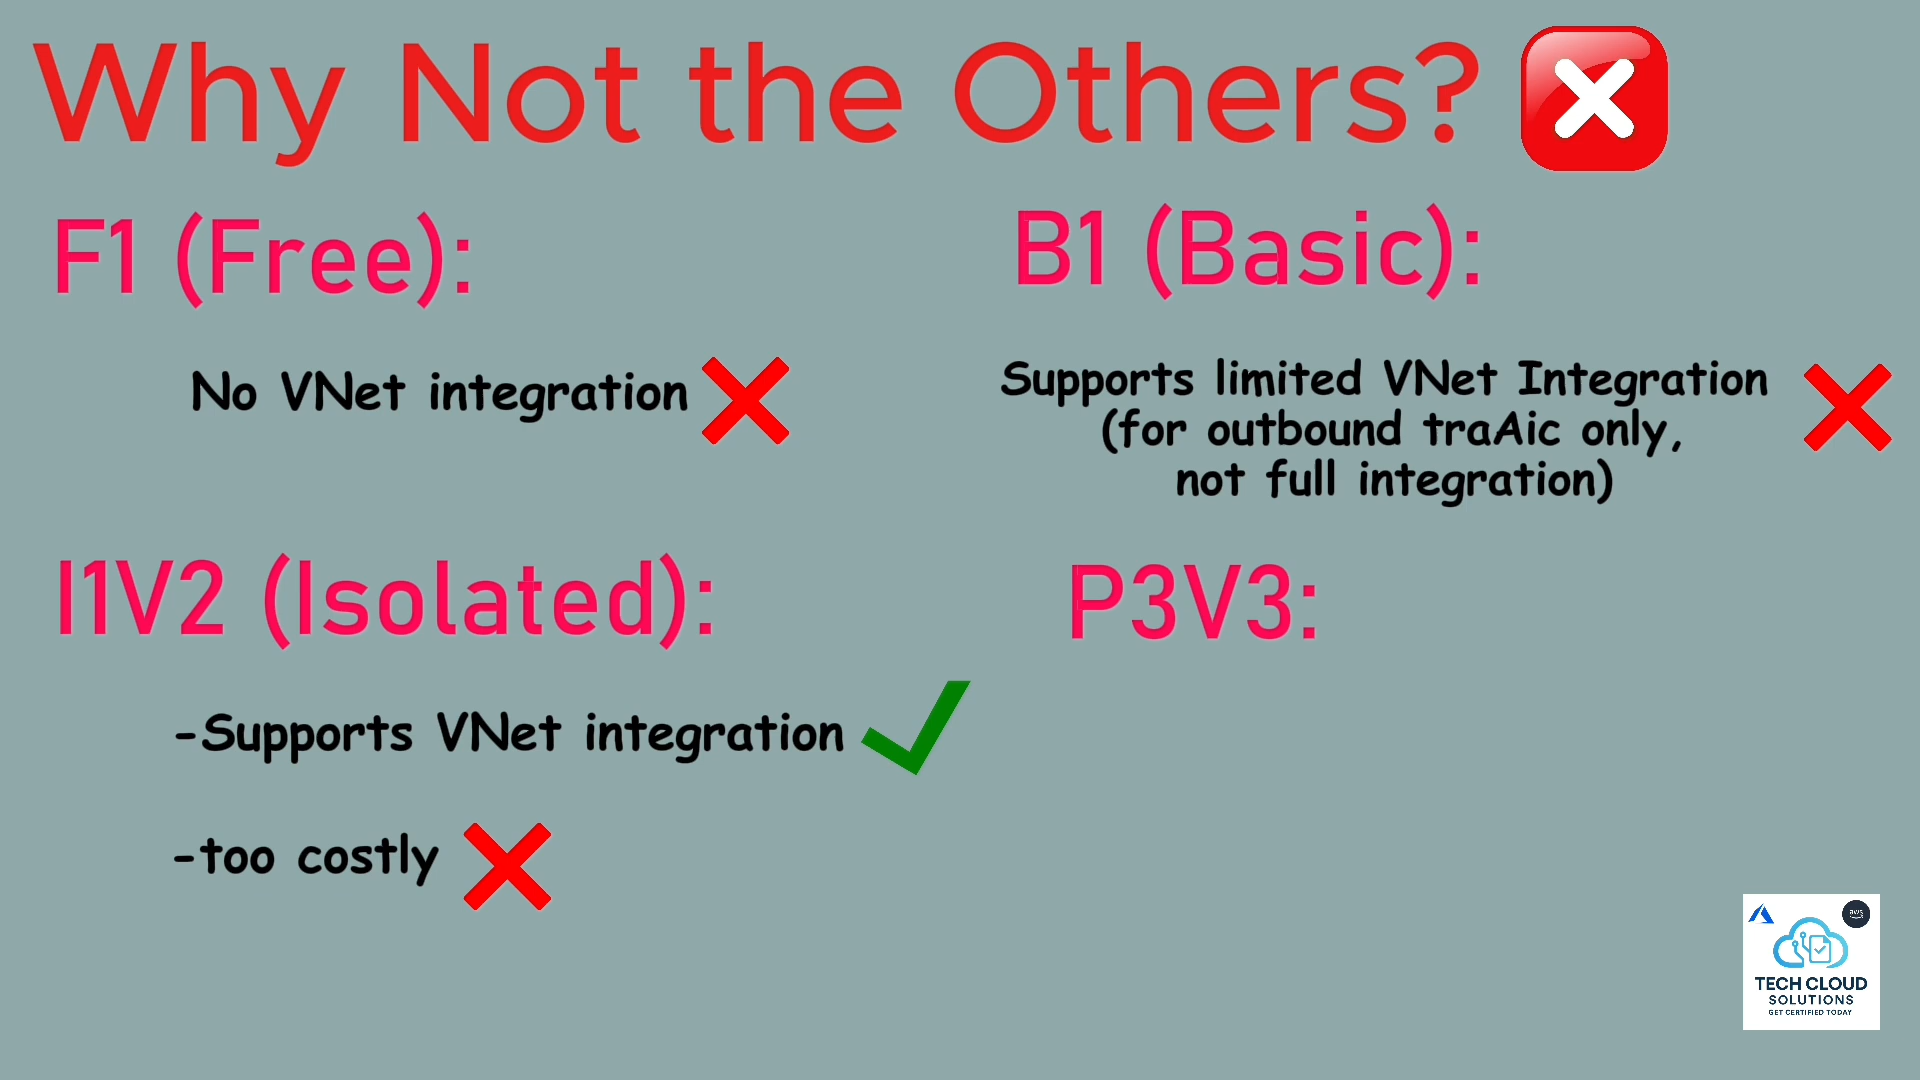 Why Not the Others?
F1 (Free):
No VNet integration
B1 (Basic):
Supports limited VNet Integration
(for outbound traAic only,
not full integration)
I1V2 (Isolated):
-Supports VNet integration
-too costly
P3V3:
aws
TECH CLOUD
SOLUTIONS
GET CERTIFIED TODAY